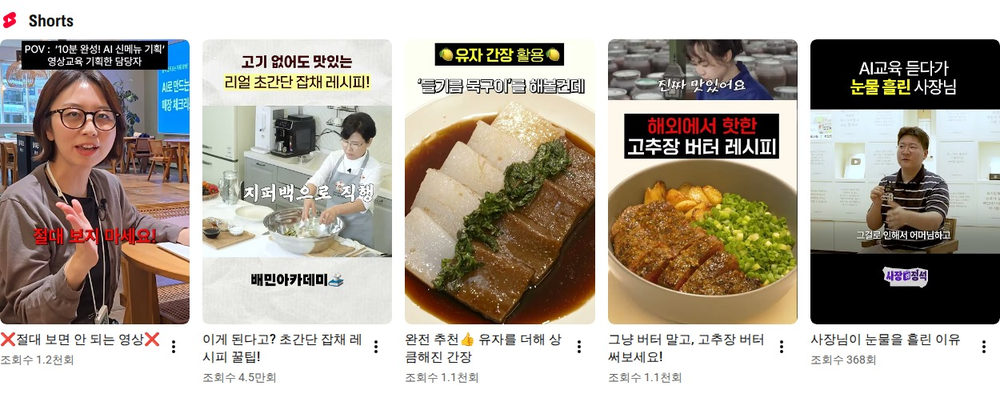 Shorts
POV : '10분 완성! AI 신메뉴 기획'
영상교육 기획한 담당자
AI로 만드는
절대 보지 마세요!
❌절대 보면 안 되는 영상❌
조회수 1.2천회
고기 없어도 맛있는
리얼 초간단 잡채 레시피!
지퍼백으로 직행
배민아카데미
이게 된다고? 초간단 잡채 레
시피 꿀팁!
조회수 4.5만회
🍋유자 간장 활용🍋
'들기름 묵구이'를 해볼건데
완전 추천👍 유자를 더해 상
큼해진 간장
조회수 1.1천회
진짜 맛있어요
해외에서 핫한
고추장 버터 레시피
그냥 버터 말고, 고추장 버터
써보세요!
조회수 1.1천회
AI교육 듣다가
눈물 흘린 사장님
그걸로 인해서 어머님하고
사장의정석
사장님이 눈물을 흘린 이유
조회수 368회